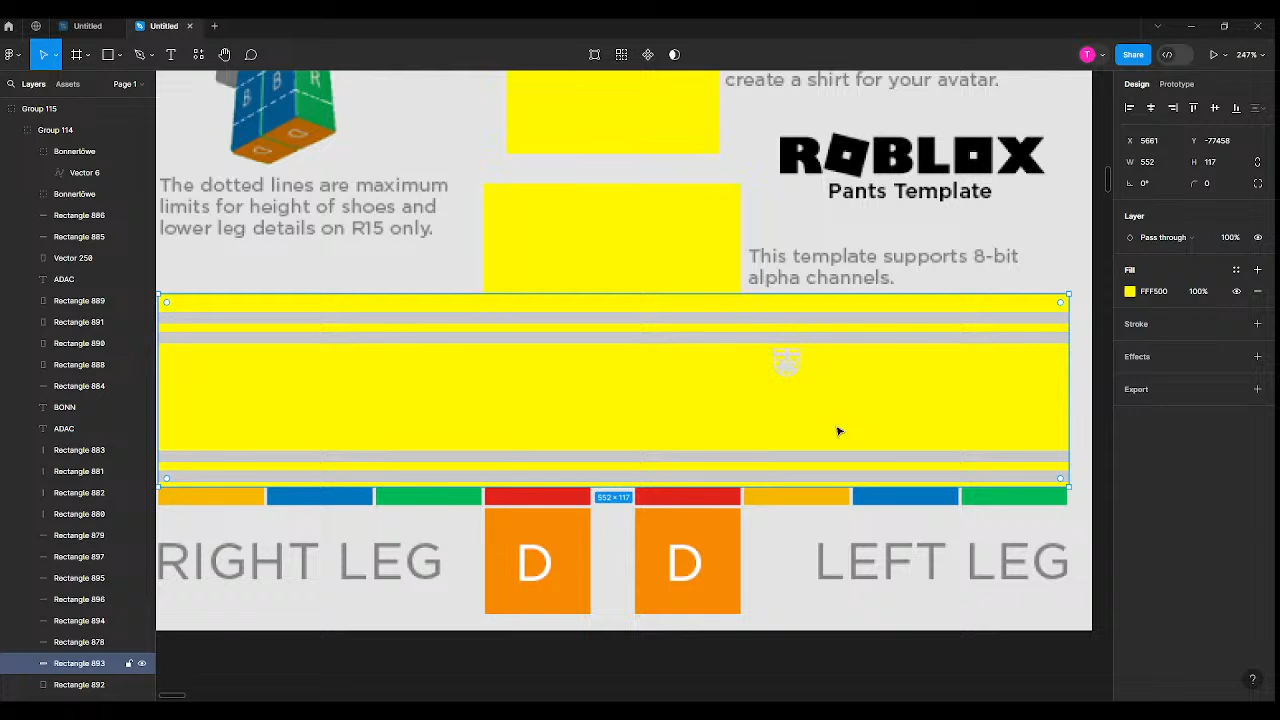 Untitled
Untitled
Share
247%
Layers
Assets
Page 1
Group 115
Group 114
Bonnerlöwe
Vector 6
Bonnerlöwe
Rectangle 886
Rectangle 885
Vector 250
ADAC
Rectangle 889
Rectangle 891
Rectangle 890
Rectangle 888
Rectangle 884
BONN
ADAC
Rectangle 883
Rectangle 881
Rectangle 882
Rectangle 880
Rectangle 879
Rectangle 897
Rectangle 895
Rectangle 896
Rectangle 894
Rectangle 878
Rectangle 893
Rectangle 892
B
B
R
D
D
The dotted lines are maximum
limits for height of shoes and
lower leg details on R15 only.
create a shirt for your avatar.
ROBLOX
Pants Template
This template supports 8-bit
alpha channels.
552 × 117
RIGHT LEG
D
D
LEFT LEG
Design
Prototype
X 5661
Y -77458
W 552
H 117
0°
0
Layer
Pass through
100%
Fill
FFF500
100%
Stroke
Effects
Export
T
?